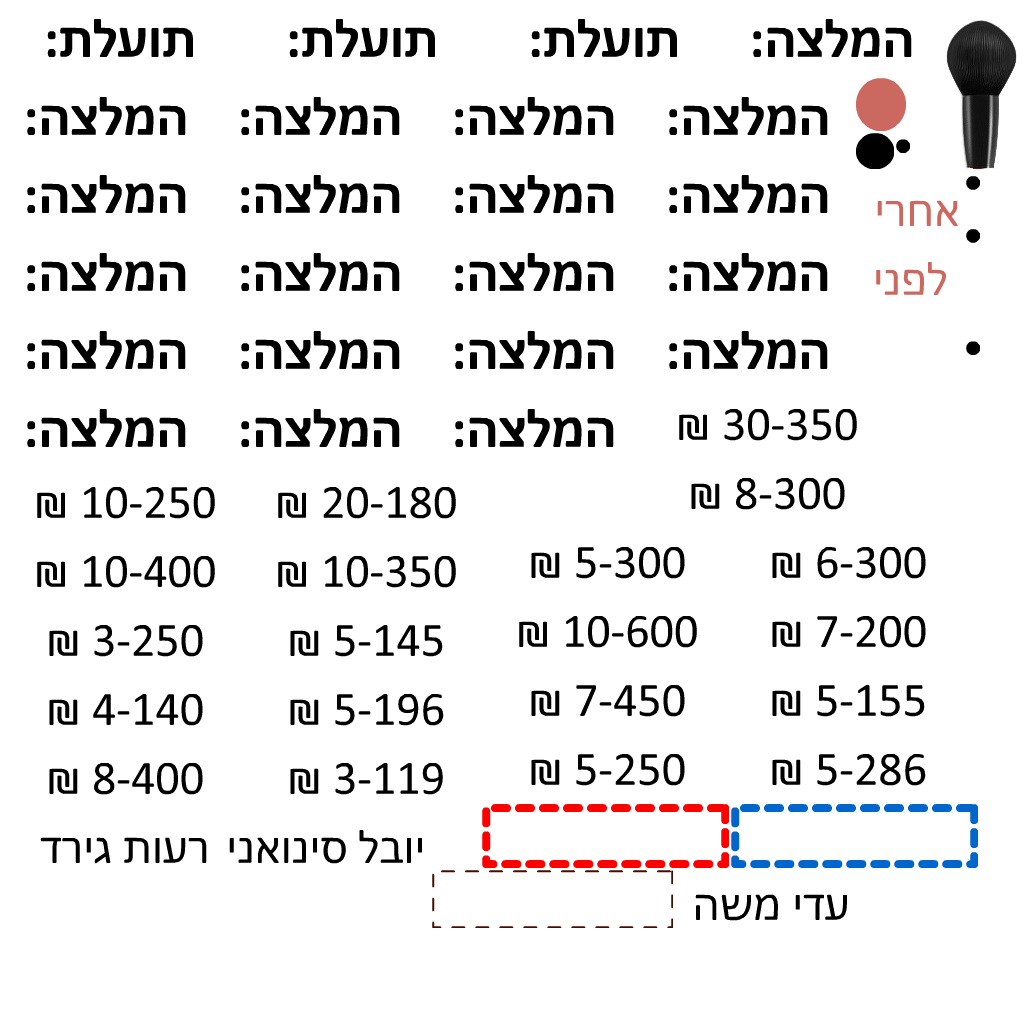 המלצה: תועלת: תועלת: תועלת:
המלצה: המלצה: המלצה: המלצה:
אחרי המלצה: המלצה: המלצה: המלצה:
לפני המלצה: המלצה: המלצה: המלצה:
המלצה: המלצה: המלצה: המלצה:
30-350 ₪ המלצה: המלצה: המלצה:
8-300 ₪ 20-180 ₪ 10-250 ₪
6-300 ₪ 5-300 ₪ 10-350 ₪ 10-400 ₪
7-200 ₪ 10-600 ₪ 5-145 ₪ 3-250 ₪
5-155 ₪ 7-450 ₪ 5-196 ₪ 4-140 ₪
5-286 ₪ 5-250 ₪ 3-119 ₪ 8-400 ₪
יובל סינואני רעות גירד
עדי משה